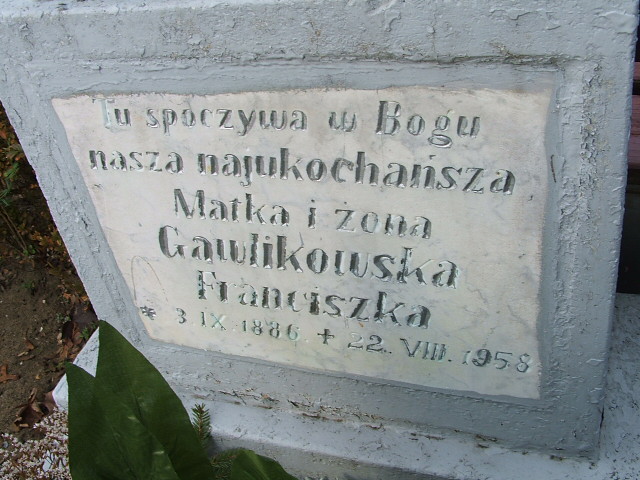 Tu spoczywa w Bogu
nasza najukochańsza
Matka i żona
Gawlikowska
Franciszka
* 3 IX. 1886 + 22. VIII. 1958